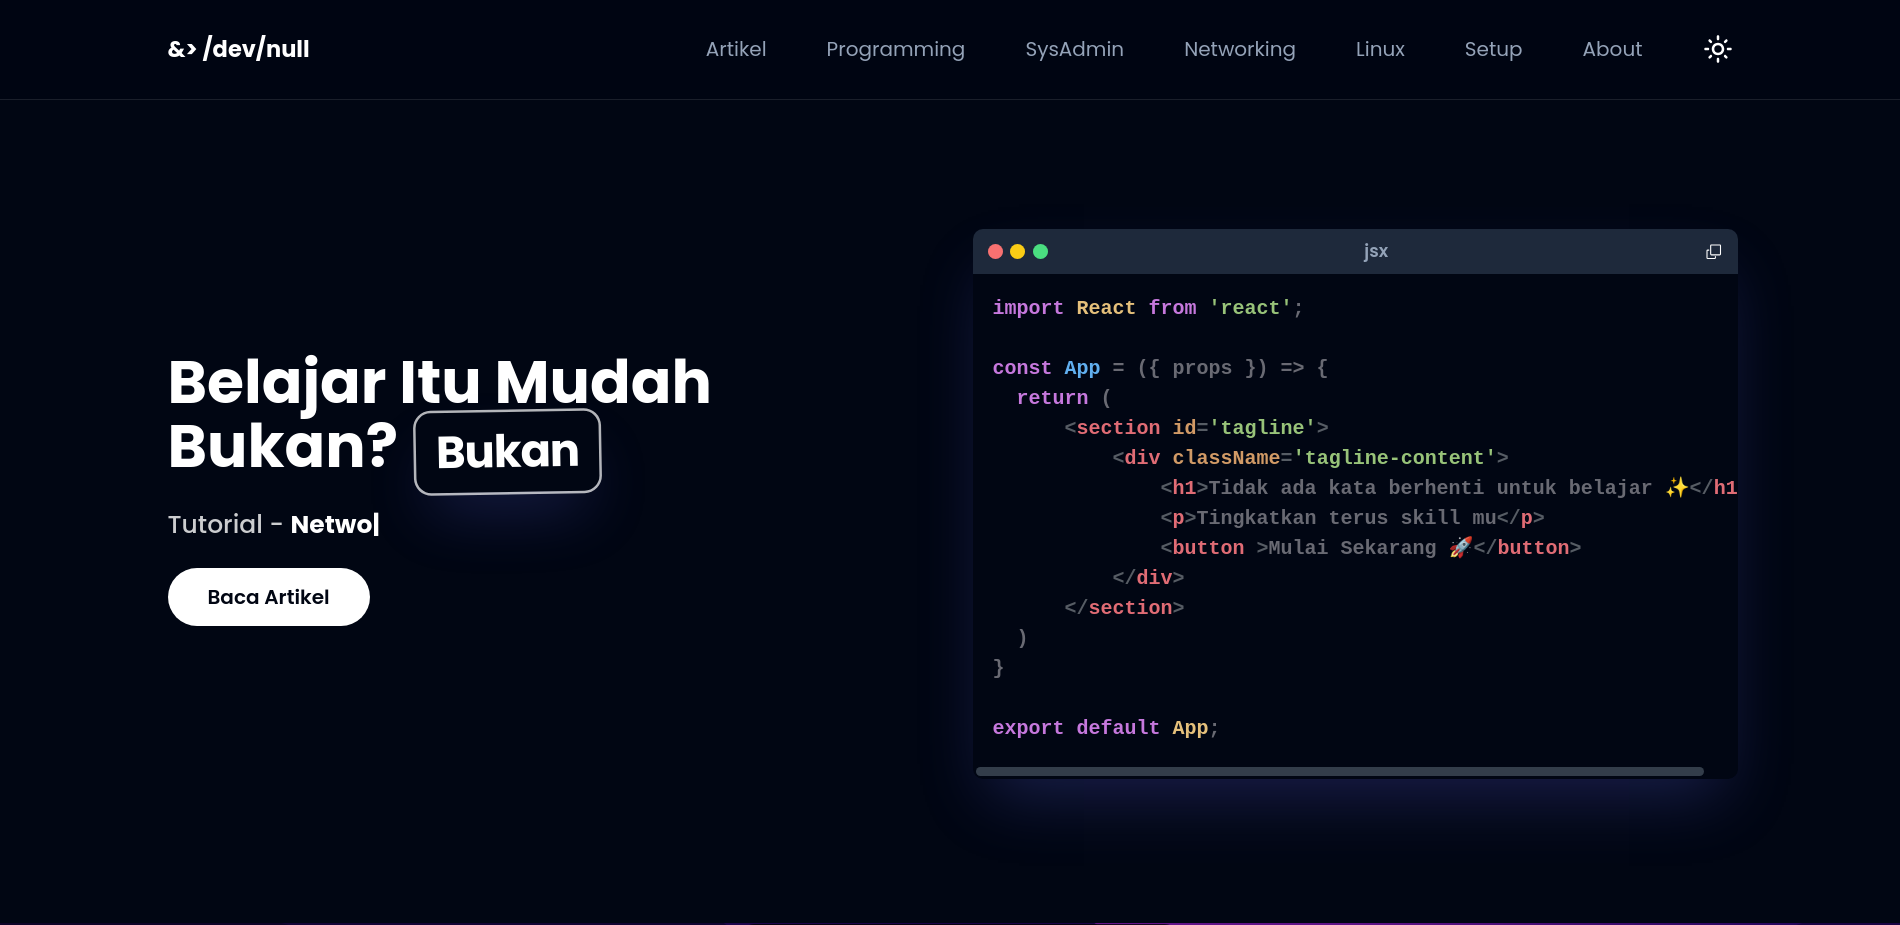 &> /dev/null
Artikel
Programming
SysAdmin
Networking
Linux
Setup
About
Belajar Itu Mudah
Bukan? Bukan
Tutorial - Netwo|
Baca Artikel
jsx
import React from 'react';
const App = ({ props }) => {
return (
<section id='tagline'>
<div className='tagline-content'>
<h1>Tidak ada kata berhenti untuk belajar ✨</h1
<p>Tingkatkan terus skill mu</p>
<button >Mulai Sekarang 🚀</button>
</div>
</section>
)
}
export default App;